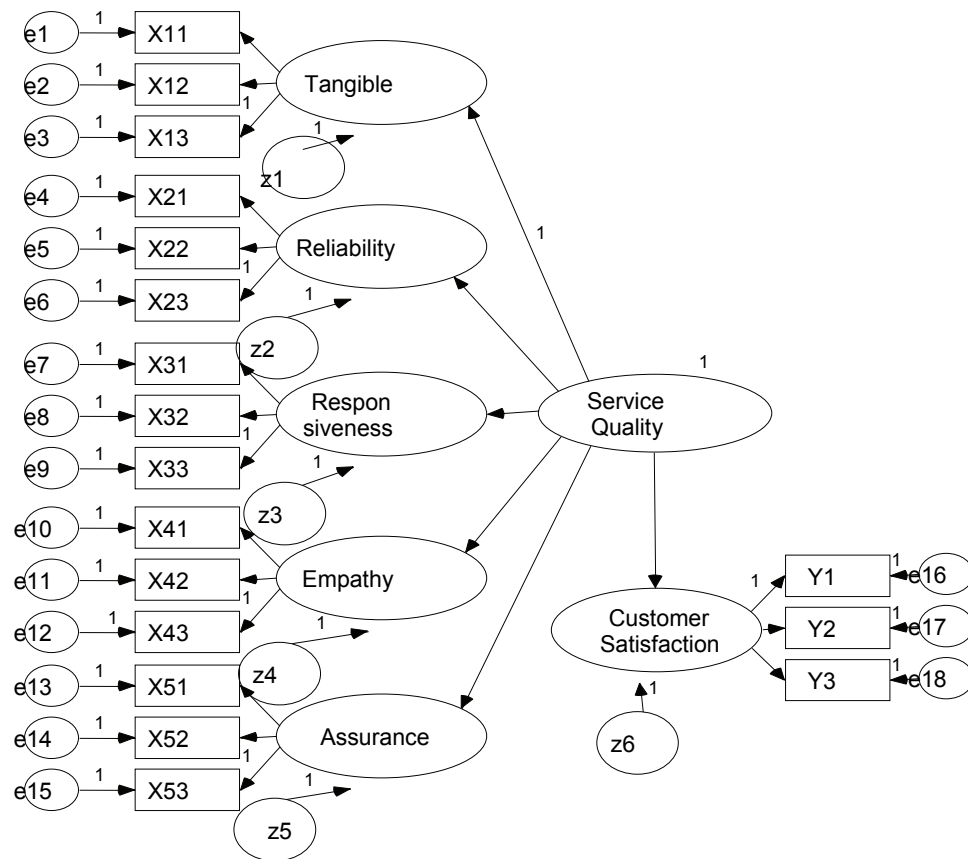 e1
1
X11
e2
1
X12
e3
1
X13
1
Tangible
1
z1
e4
1
X21
e5
1
X22
e6
1
X23
1
Reliability
1
z2
1
e7
1
X31
e8
1
X32
e9
1
X33
1
Respon
siveness
1
z3
1
Service
Quality
e10
1
X41
e11
1
X42
e12
1
X43
1
Empathy
1
z4
e13
1
X51
e14
1
X52
e15
1
X53
1
Assurance
1
z5
Customer
Satisfaction
1
z6
1
Y1
1
e16
Y2
1
e17
Y3
1
e18